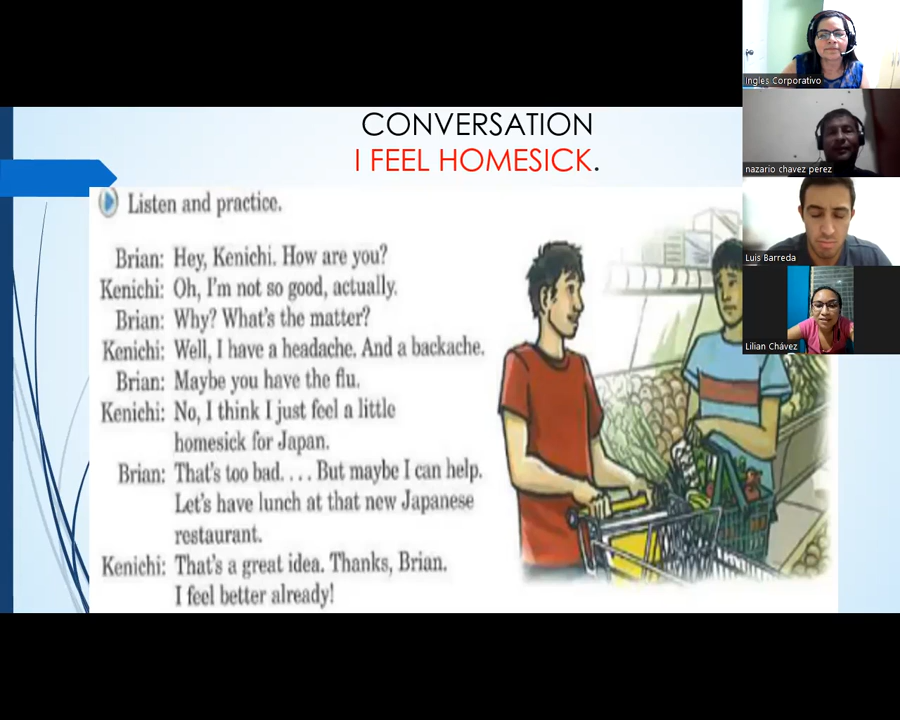 CONVERSATION
I FEEL HOMESICK.
Listen and practice.
Brian: Hey, Kenichi. How are you?
Kenichi: Oh, I'm not so good, actually.
Brian: Why? What's the matter?
Kenichi: Well, I have a headache. And a backache.
Brian: Maybe you have the flu.
Kenichi: No, I think I just feel a little
homesick for Japan.
Brian: That's too bad. . . . But maybe I can help.
Let's have lunch at that new Japanese
restaurant.
Kenichi: That's a great idea. Thanks, Brian.
I feel better already!
Ingles Corporativo
nazario chavez perez
Luis Barreda
Lilian Chávez